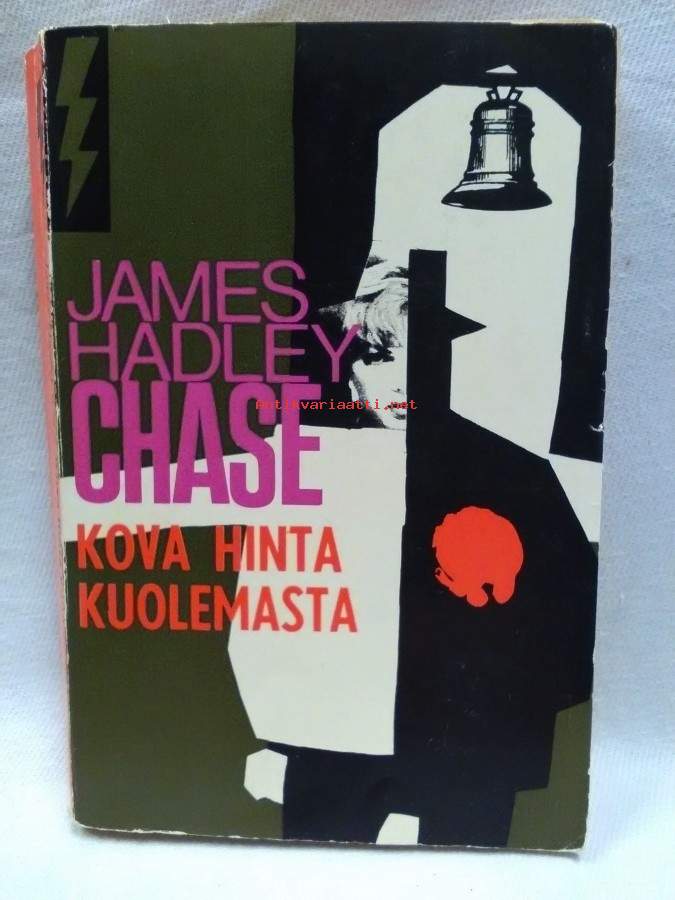 JAMES
HADLEY
CHASE
Antikvariaatti.net
KOVA HINTA
KUOLEMASTA